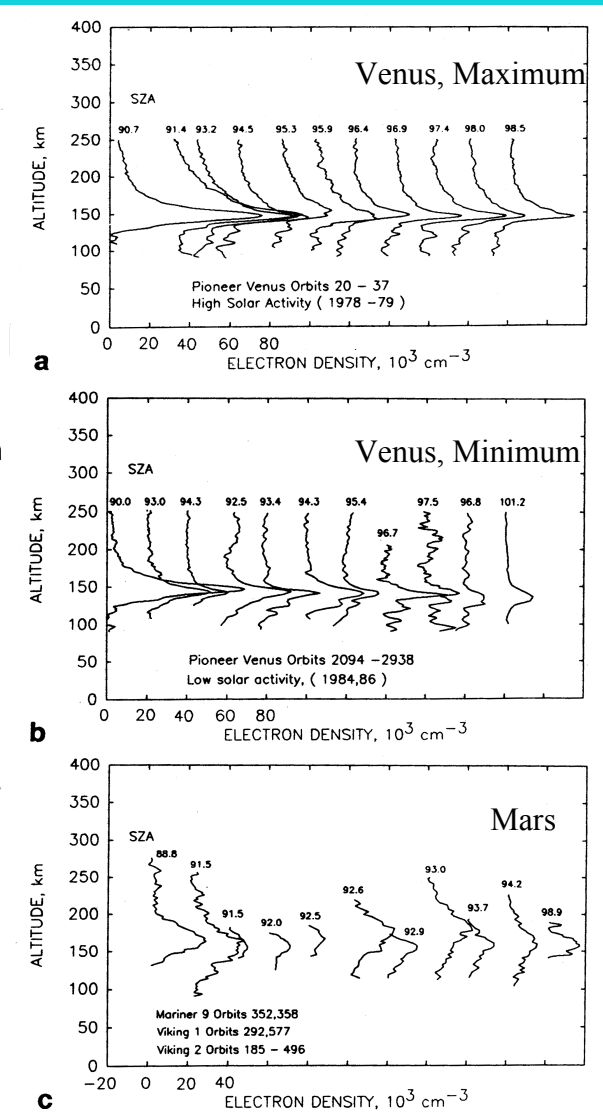 400
350
Venus, Maximum
300
SZA
90.7 91.4 93.2 94.5 95.3 95.9 96.4 96.9 97.4 98.0 98.5
250
200
150
100
50
0
ALTITUDE, km
Pioneer Venus Orbits 20 - 37
High Solar Activity ( 1978 -79 )
0 20 40 80
ELECTRON DENSITY, 10³ cm⁻³
a
400
350
Venus, Minimum
300
SZA
90.0 93.0 94.3 92.5 93.4 94.3 95.4 96.7 97.5 96.8 101.2
250
200
150
100
50
0
ALTITUDE, km
Pioneer Venus Orbits 2094 -2938
Low solar activity, ( 1984,86 )
0 20 40 60 80
ELECTRON DENSITY, 10³ cm⁻³
b
400
350
Mars
300
SZA
88.8 91.5 91.5 92.0 92.5 92.6 92.9 93.0 93.7 94.2 98.9
250
200
150
100
50
0
ALTITUDE, km
Mariner 9 Orbits 352,358
Viking 1 Orbits 292,577
Viking 2 Orbits 185 - 496
-20 0 20 40
ELECTRON DENSITY, 10³ cm⁻³
c